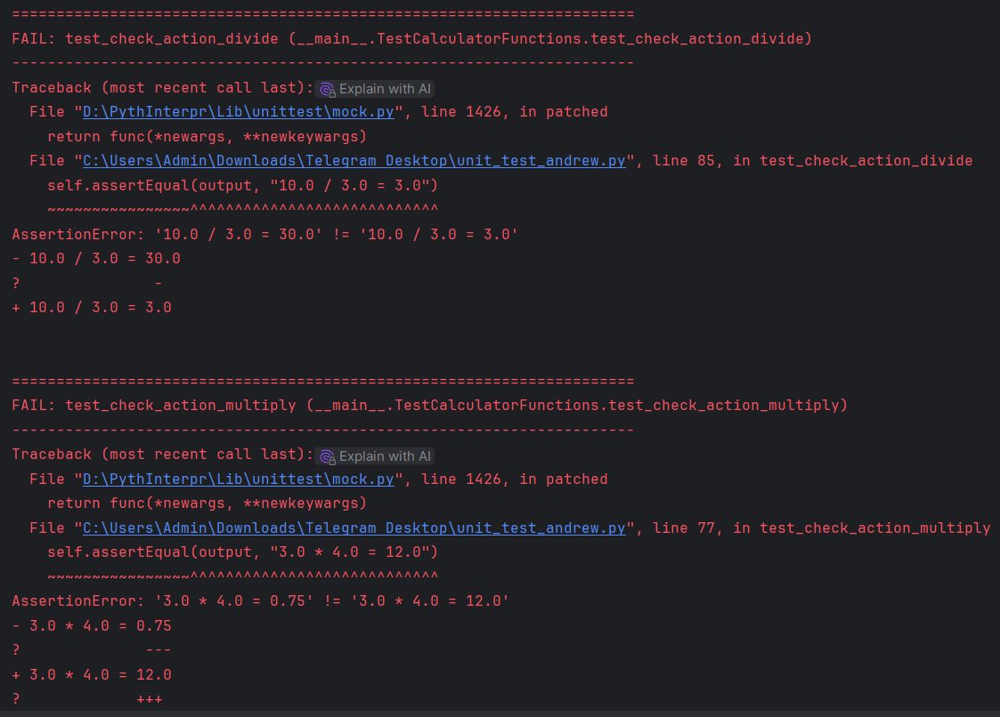 ======================================================================
FAIL: test_check_action_divide (__main__.TestCalculatorFunctions.test_check_action_divide)
----------------------------------------------------------------------
Traceback (most recent call last): Explain with AI
  File "D:\PythInterpr\Lib\unittest\mock.py", line 1426, in patched
    return func(*newargs, **newkeywargs)
  File "C:\Users\Admin\Downloads\Telegram Desktop\unit_test_andrew.py", line 85, in test_check_action_divide
    self.assertEqual(output, "10.0 / 3.0 = 3.0")
    ~~~~~~~~~~~~~~~~^^^^^^^^^^^^^^^^^^^^^^^^^^^^
AssertionError: '10.0 / 3.0 = 30.0' != '10.0 / 3.0 = 3.0'
- 10.0 / 3.0 = 30.0
?               -
+ 10.0 / 3.0 = 3.0
======================================================================
FAIL: test_check_action_multiply (__main__.TestCalculatorFunctions.test_check_action_multiply)
----------------------------------------------------------------------
Traceback (most recent call last): Explain with AI
  File "D:\PythInterpr\Lib\unittest\mock.py", line 1426, in patched
    return func(*newargs, **newkeywargs)
  File "C:\Users\Admin\Downloads\Telegram Desktop\unit_test_andrew.py", line 77, in test_check_action_multiply
    self.assertEqual(output, "3.0 * 4.0 = 12.0")
    ~~~~~~~~~~~~~~~~^^^^^^^^^^^^^^^^^^^^^^^^^^^^
AssertionError: '3.0 * 4.0 = 0.75' != '3.0 * 4.0 = 12.0'
- 3.0 * 4.0 = 0.75
?              ---
+ 3.0 * 4.0 = 12.0
?             +++